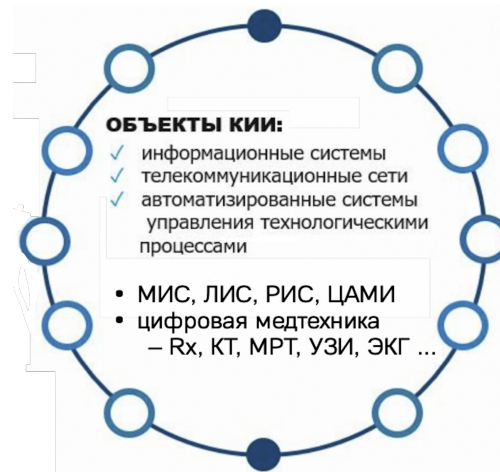 ОБЪЕКТЫ КИИ:
✓ информационные системы
✓ телекоммуникационные сети
✓ автоматизированные системы
управления технологическими
процессами
• МИС, ЛИС, РИС, ЦАМИ
• цифровая медтехника
– Rx, КТ, МРТ, УЗИ, ЭКГ ...